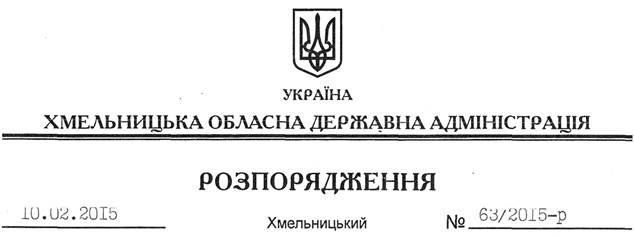 УКРАЇНА
ХМЕЛЬНИЦЬКА ОБЛАСНА ДЕРЖАВНА АДМІНІСТРАЦІЯ
РОЗПОРЯДЖЕННЯ
10.02.2015 Хмельницький № 63/2015-р